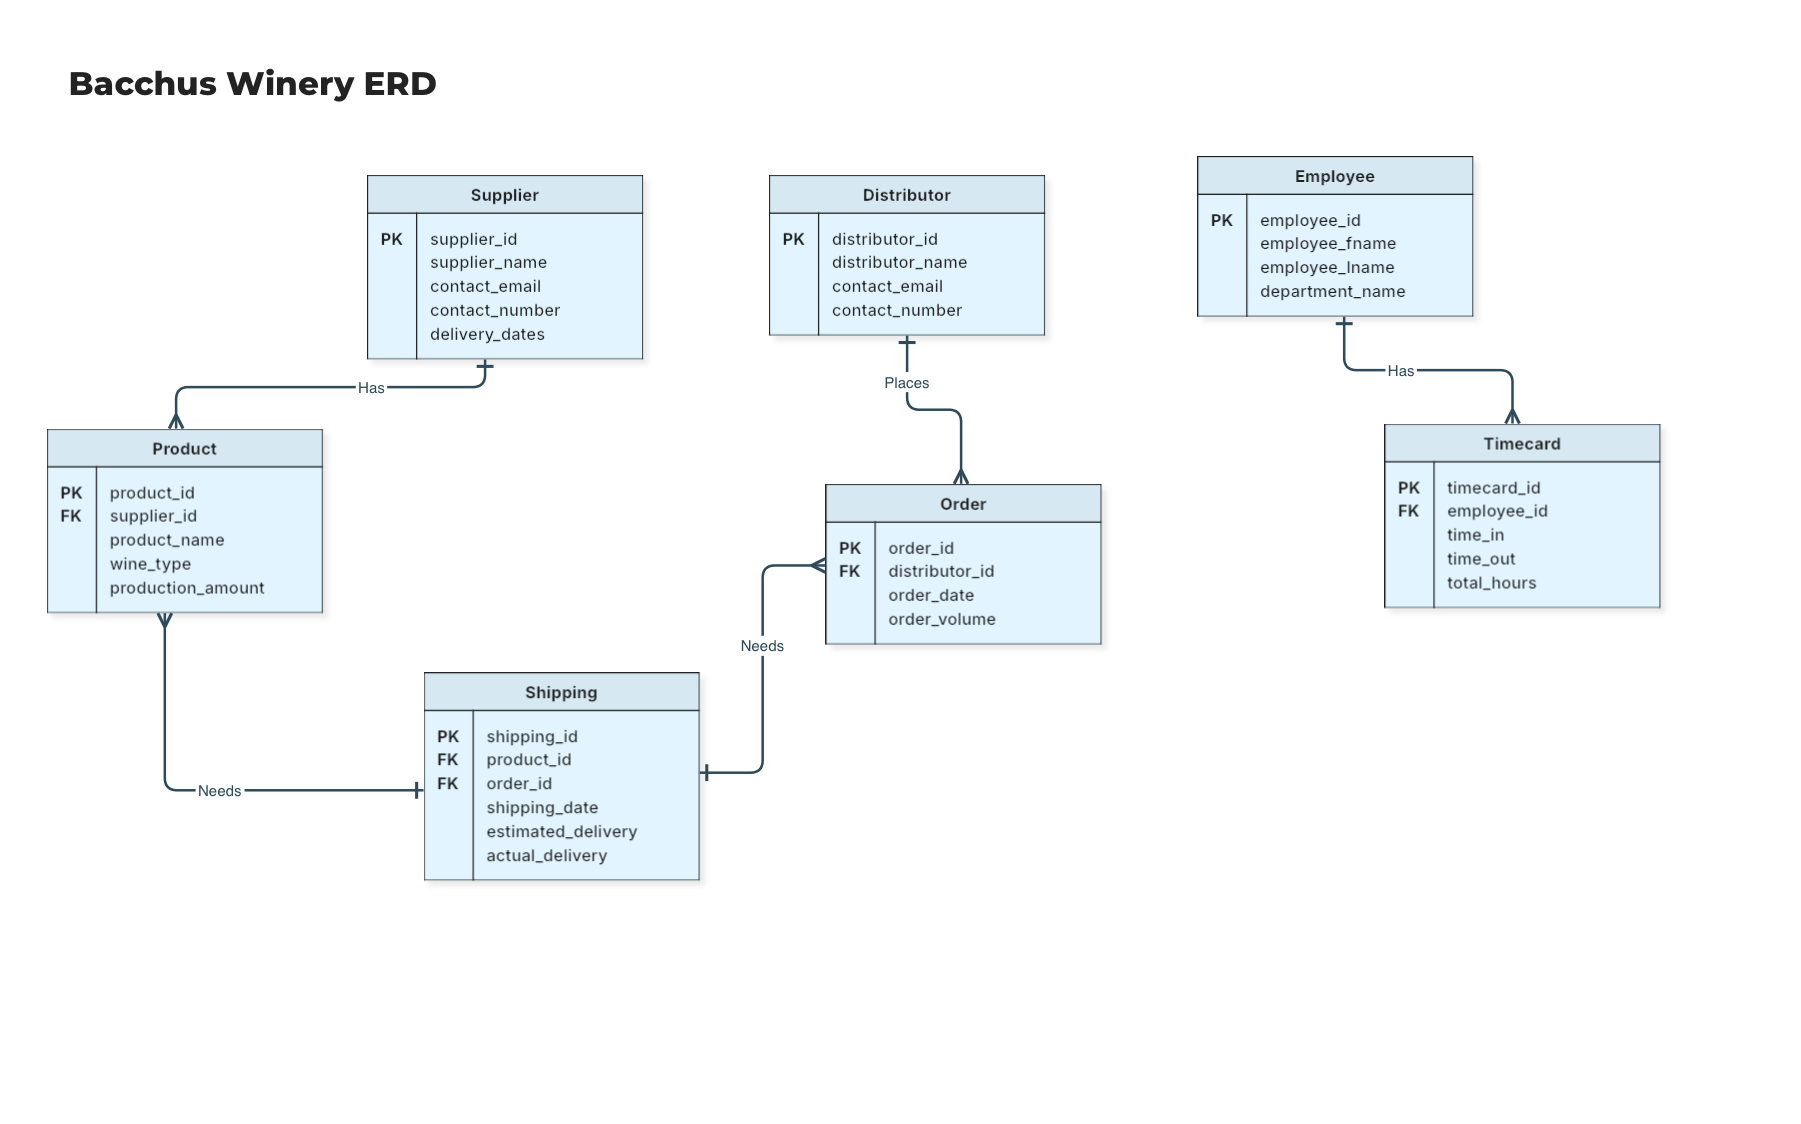 Bacchus Winery ERD
Supplier
PK supplier_id
supplier_name
contact_email
contact_number
delivery_dates
Distributor
PK distributor_id
distributor_name
contact_email
contact_number
Employee
PK employee_id
employee_fname
employee_lname
department_name
Has
Places
Has
Product
PK product_id
FK supplier_id
product_name
wine_type
production_amount
Order
PK order_id
FK distributor_id
order_date
order_volume
Timecard
PK timecard_id
FK employee_id
time_in
time_out
total_hours
Needs
Shipping
PK shipping_id
FK product_id
FK order_id
shipping_date
estimated_delivery
actual_delivery
Needs